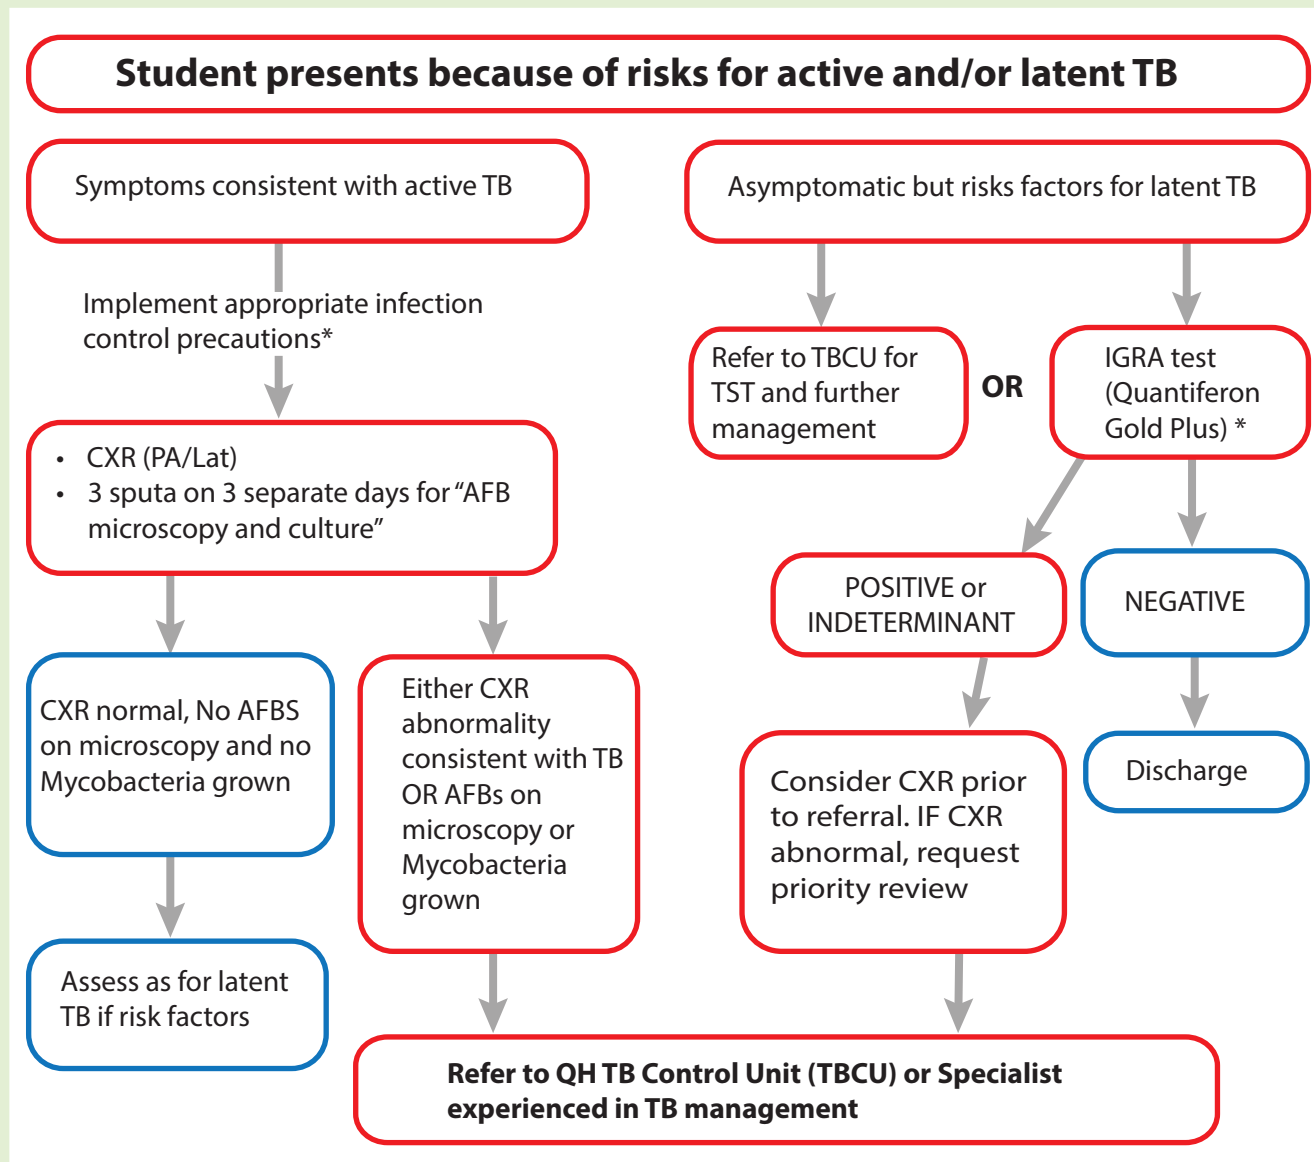 Student presents because of risks for active and/or latent TB
Symptoms consistent with active TB
Implement appropriate infection
control precautions*
• CXR (PA/Lat)
• 3 sputa on 3 separate days for “AFB
microscopy and culture”
CXR normal, No AFBS
on microscopy and no
Mycobacteria grown
Assess as for latent
TB if risk factors
Either CXR
abnormality
consistent with TB
OR AFBs on
microscopy or
Mycobacteria
grown
Asymptomatic but risks factors for latent TB
Refer to TBCU for
TST and further
management
OR
IGRA test
(Quantiferon
Gold Plus) *
POSITIVE or
INDETERMINANT
NEGATIVE
Consider CXR prior
to referral. IF CXR
abnormal, request
priority review
Discharge
Refer to QH TB Control Unit (TBCU) or Specialist
experienced in TB management